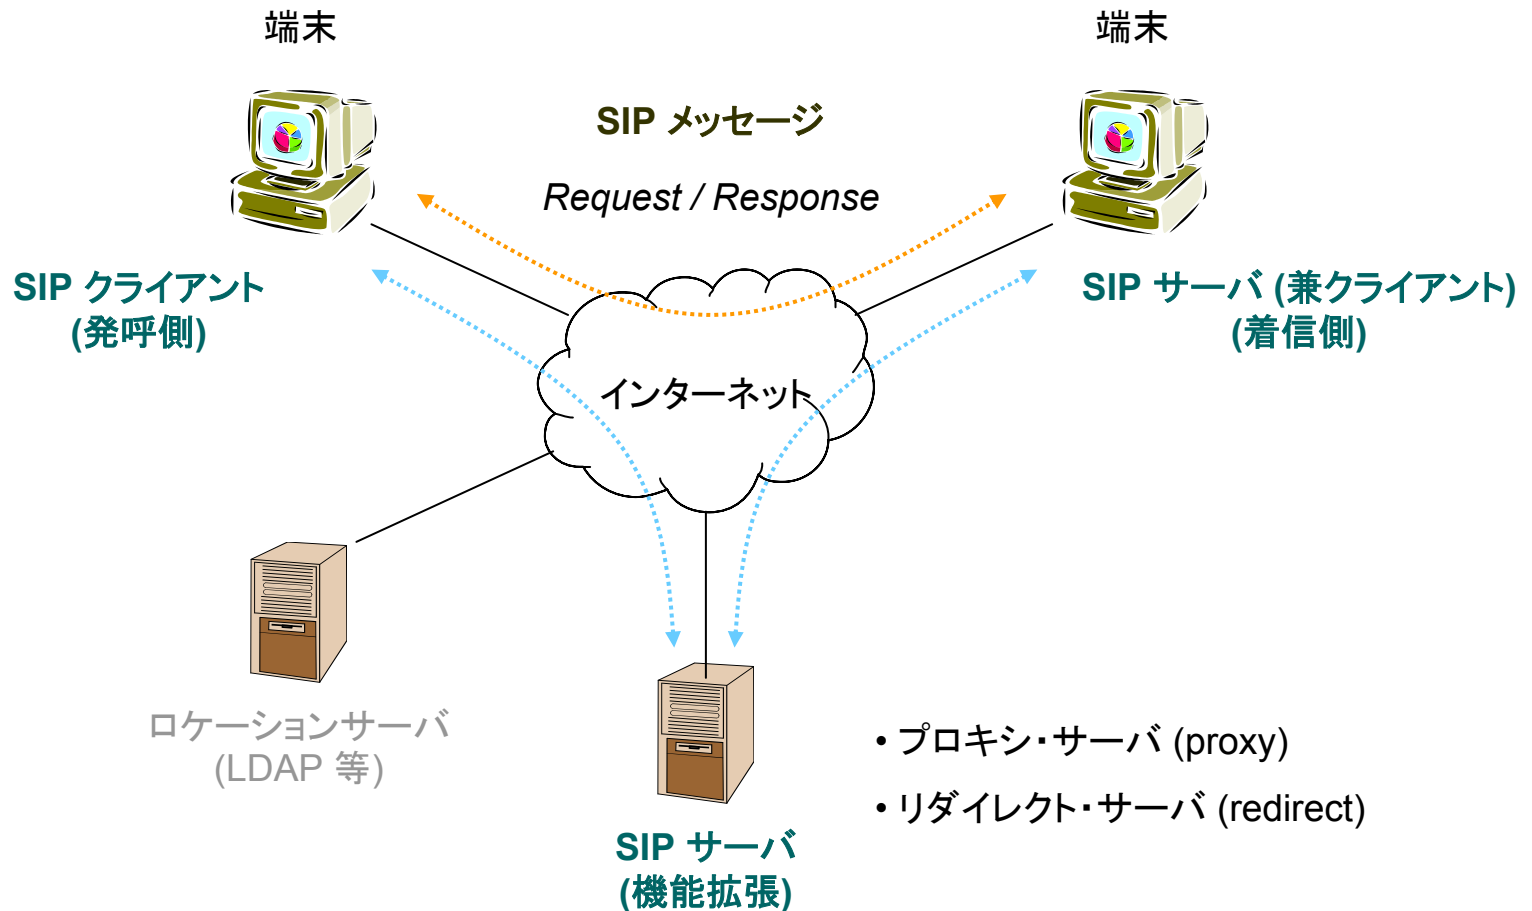 端末
端末
SIP メッセージ
Request / Response
SIP クライアント
(発呼側)
SIP サーバ (兼クライアント)
(着信側)
インターネット
ロケーションサーバ
(LDAP 等)
• プロキシ・サーバ (proxy)
• リダイレクト・サーバ (redirect)
SIP サーバ
(機能拡張)